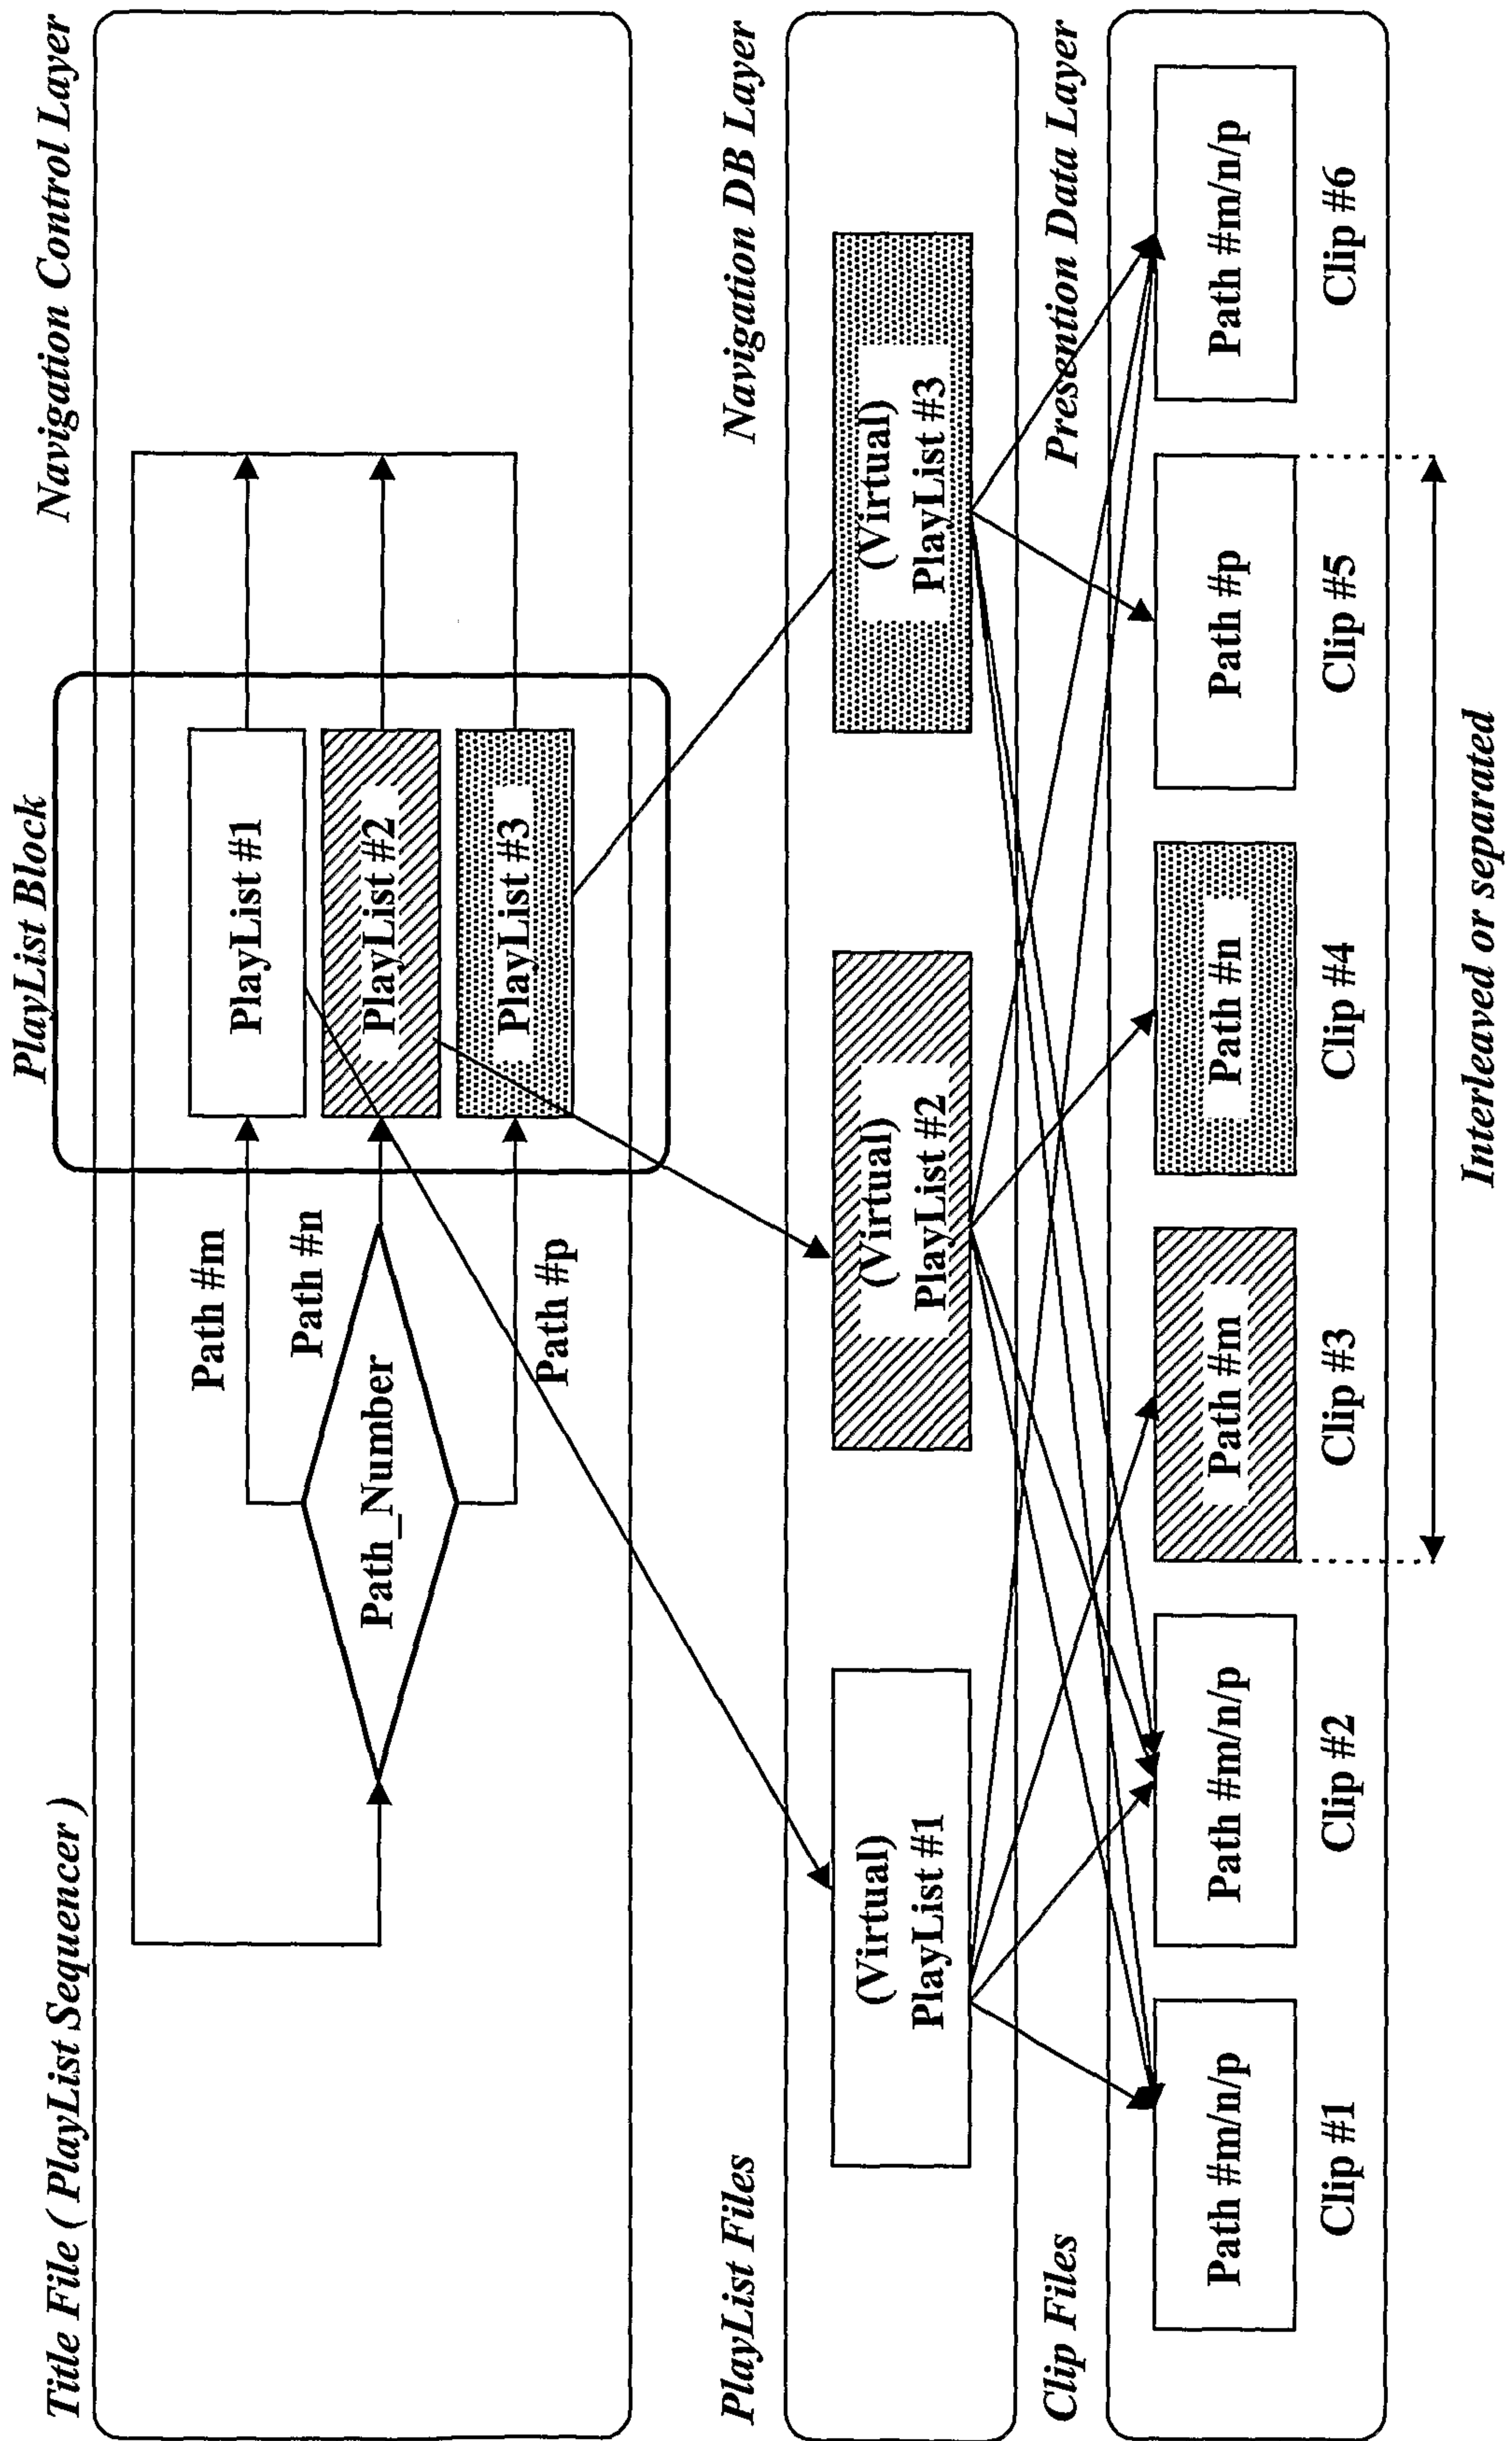 PlayList Block
Title File ( PlayList Sequencer )
Navigation Control Layer
Path #m
PlayList #1
Path #n
Path_Number
PlayList #2
Path #p
PlayList #3
PlayList Files
Navigation DB Layer
(Virtual)
PlayList #1
(Virtual)
PlayList #2
(Virtual)
PlayList #3
Clip Files
Presention Data Layer
Path #m/n/p
Path #m/n/p
Path #m
Path #n
Path #p
Path #m/n/p
Clip #1
Clip #2
Clip #3
Clip #4
Clip #5
Clip #6
Interleaved or separated